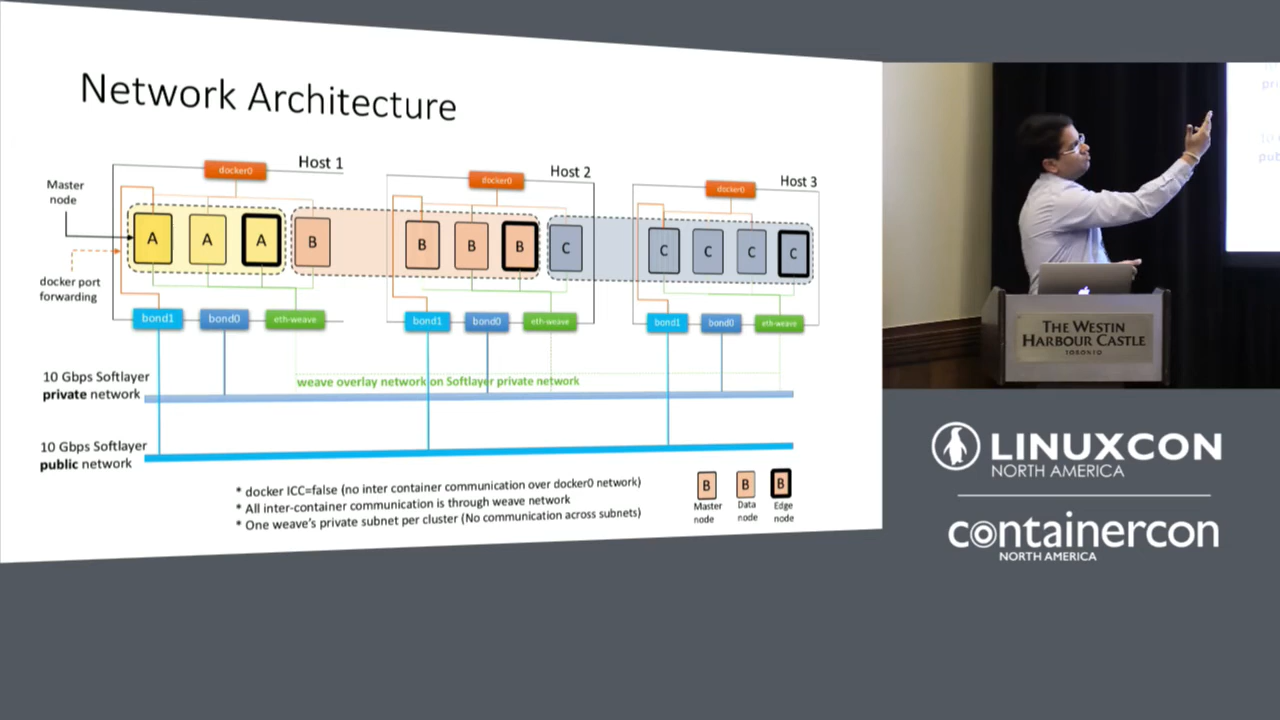 Network Architecture
docker0
Host 1
docker0
Host 2
docker0
Host 3
Master
node
A
A
A
B
B
B
B
C
C
C
C
C
docker port
forwarding
bond1
bond0
eth-weave
bond1
bond0
eth-weave
bond1
bond0
eth-weave
10 Gbps Softlayer
private network
weave overlay network on Softlayer private network
10 Gbps Softlayer
public network
* docker ICC=false (no inter container communication over docker0 network)
* All inter-container communication is through weave network
* One weave's private subnet per cluster (No communication across subnets)
B
B
B
Master
node
Data
node
Edge
node
pri
10
pub
THE WESTIN
HARBOUR CASTLE
TORONTO
LINUXCON
NORTH AMERICA
containercon
NORTH AMERICA